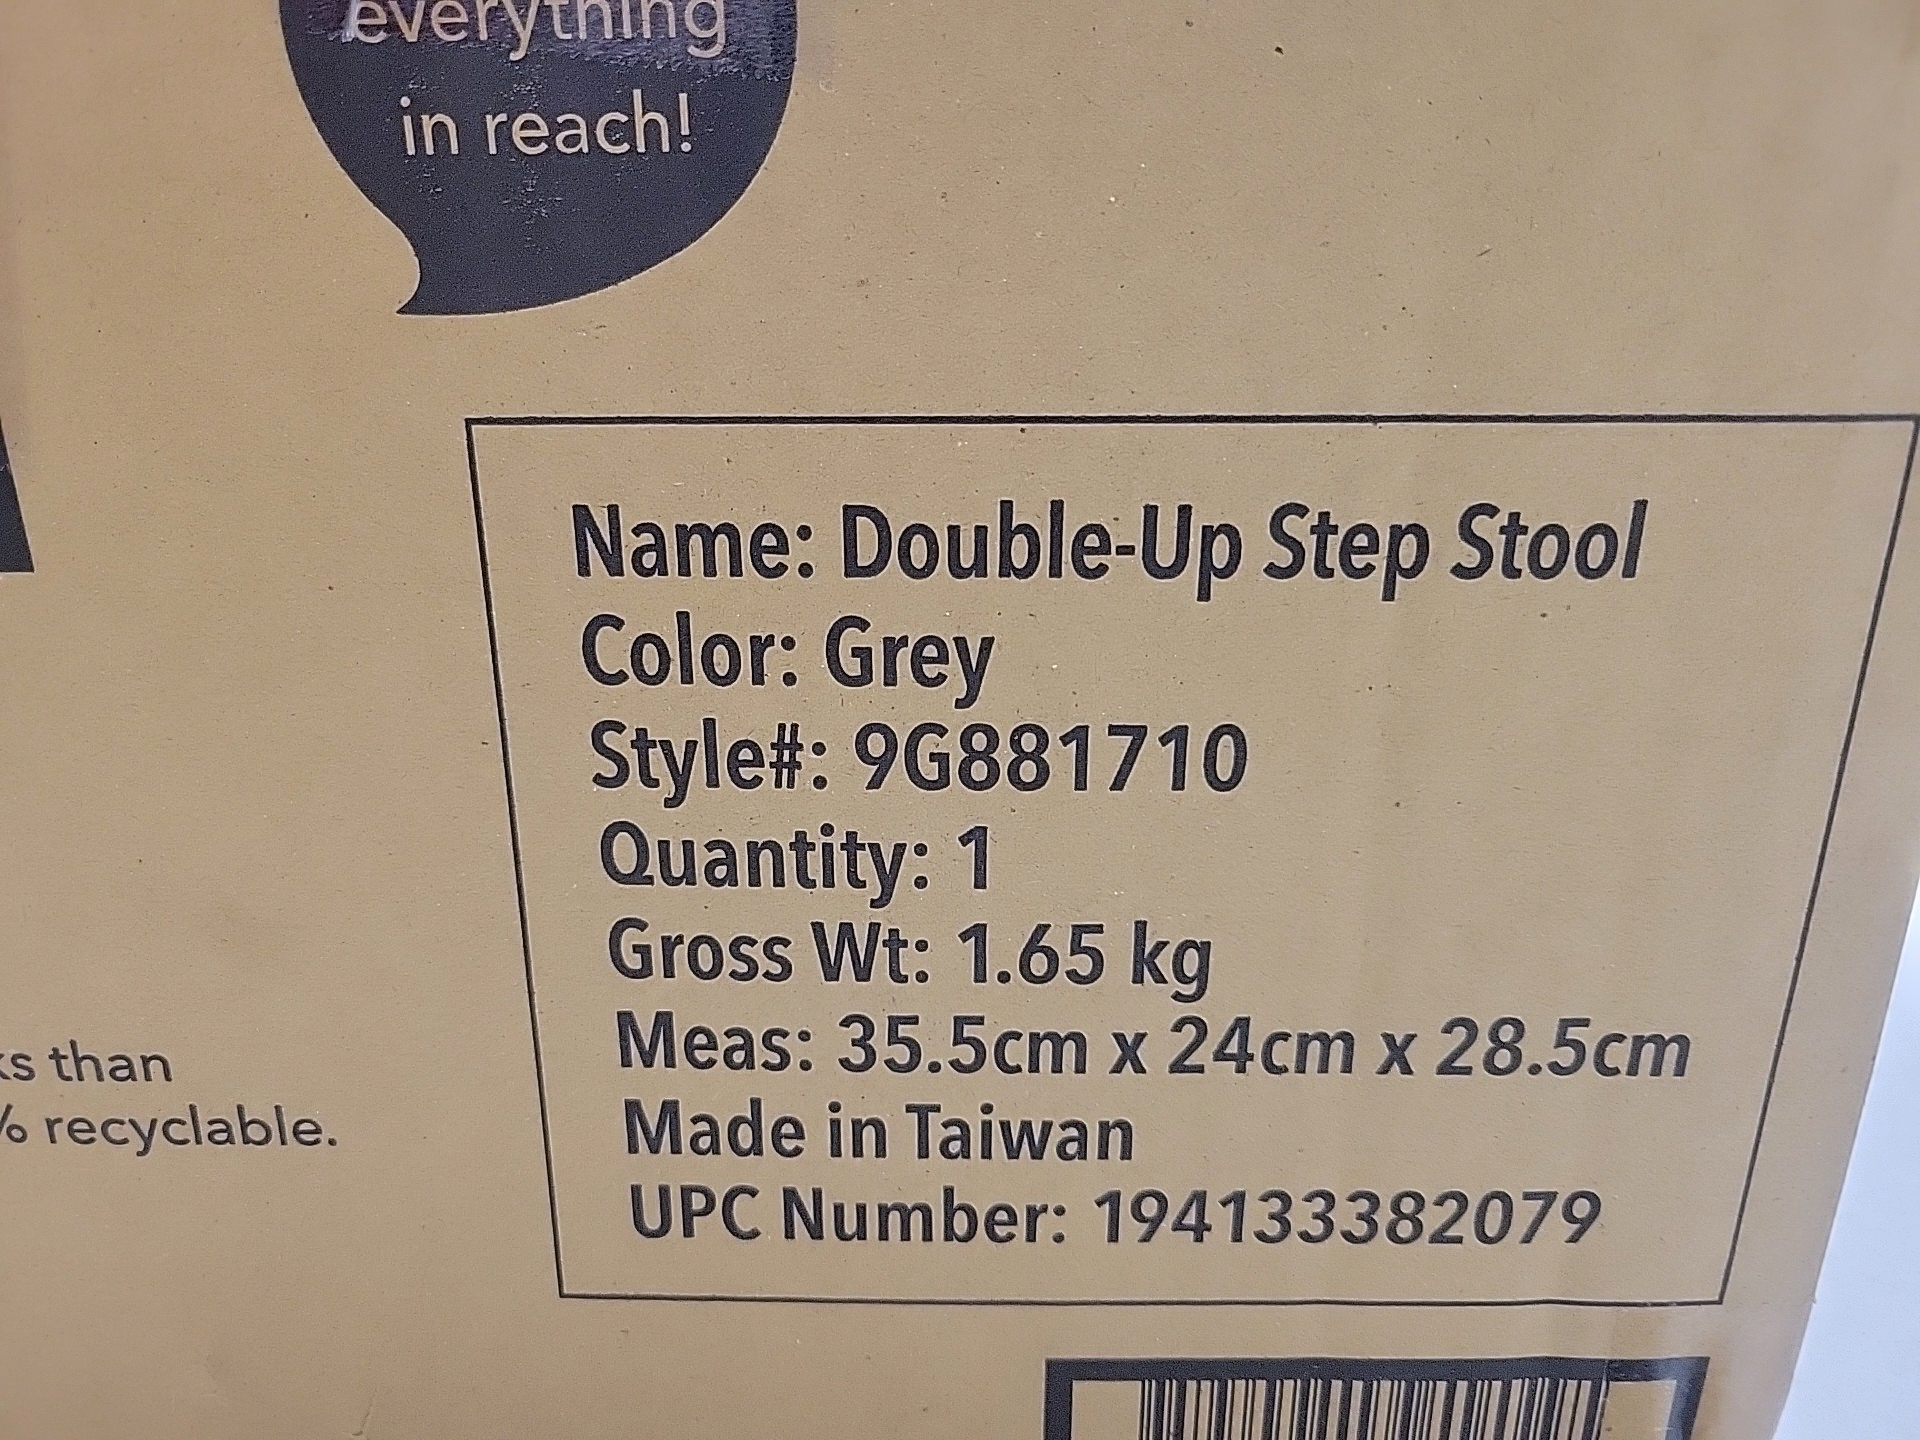 everything
in reach!
Name: Double-Up Step Stool
Color: Grey
Style#: 9G881710
Quantity: 1
Gross Wt: 1.65 kg
Meas: 35.5cm x 24cm x 28.5cm
Made in Taiwan
UPC Number: 194133382079
than
% recyclable.